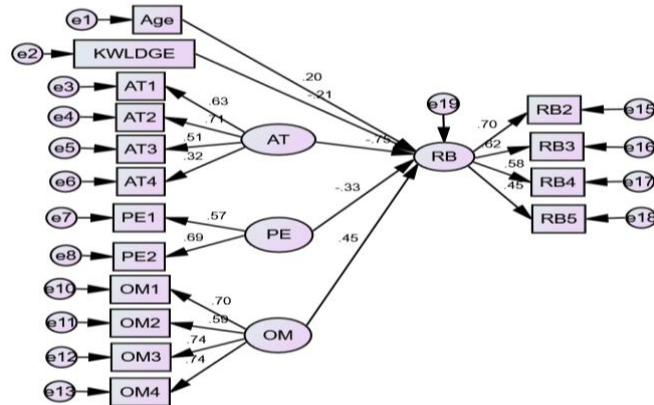 e1 Age
e2 KWLDGE
e3 AT1
e4 AT2
e5 AT3
e6 AT4
e7 PE1
e8 PE2
e10 OM1
e11 OM2
e12 OM3
e13 OM4
.63
.71
.51
.32
AT
.57
.69
PE
.70
.59
.74
.74
OM
.20
-.21
-.75
-.33
.45
e19
RB
.70
.62
.58
.45
RB2 e15
RB3 e16
RB4 e17
RB5 e18